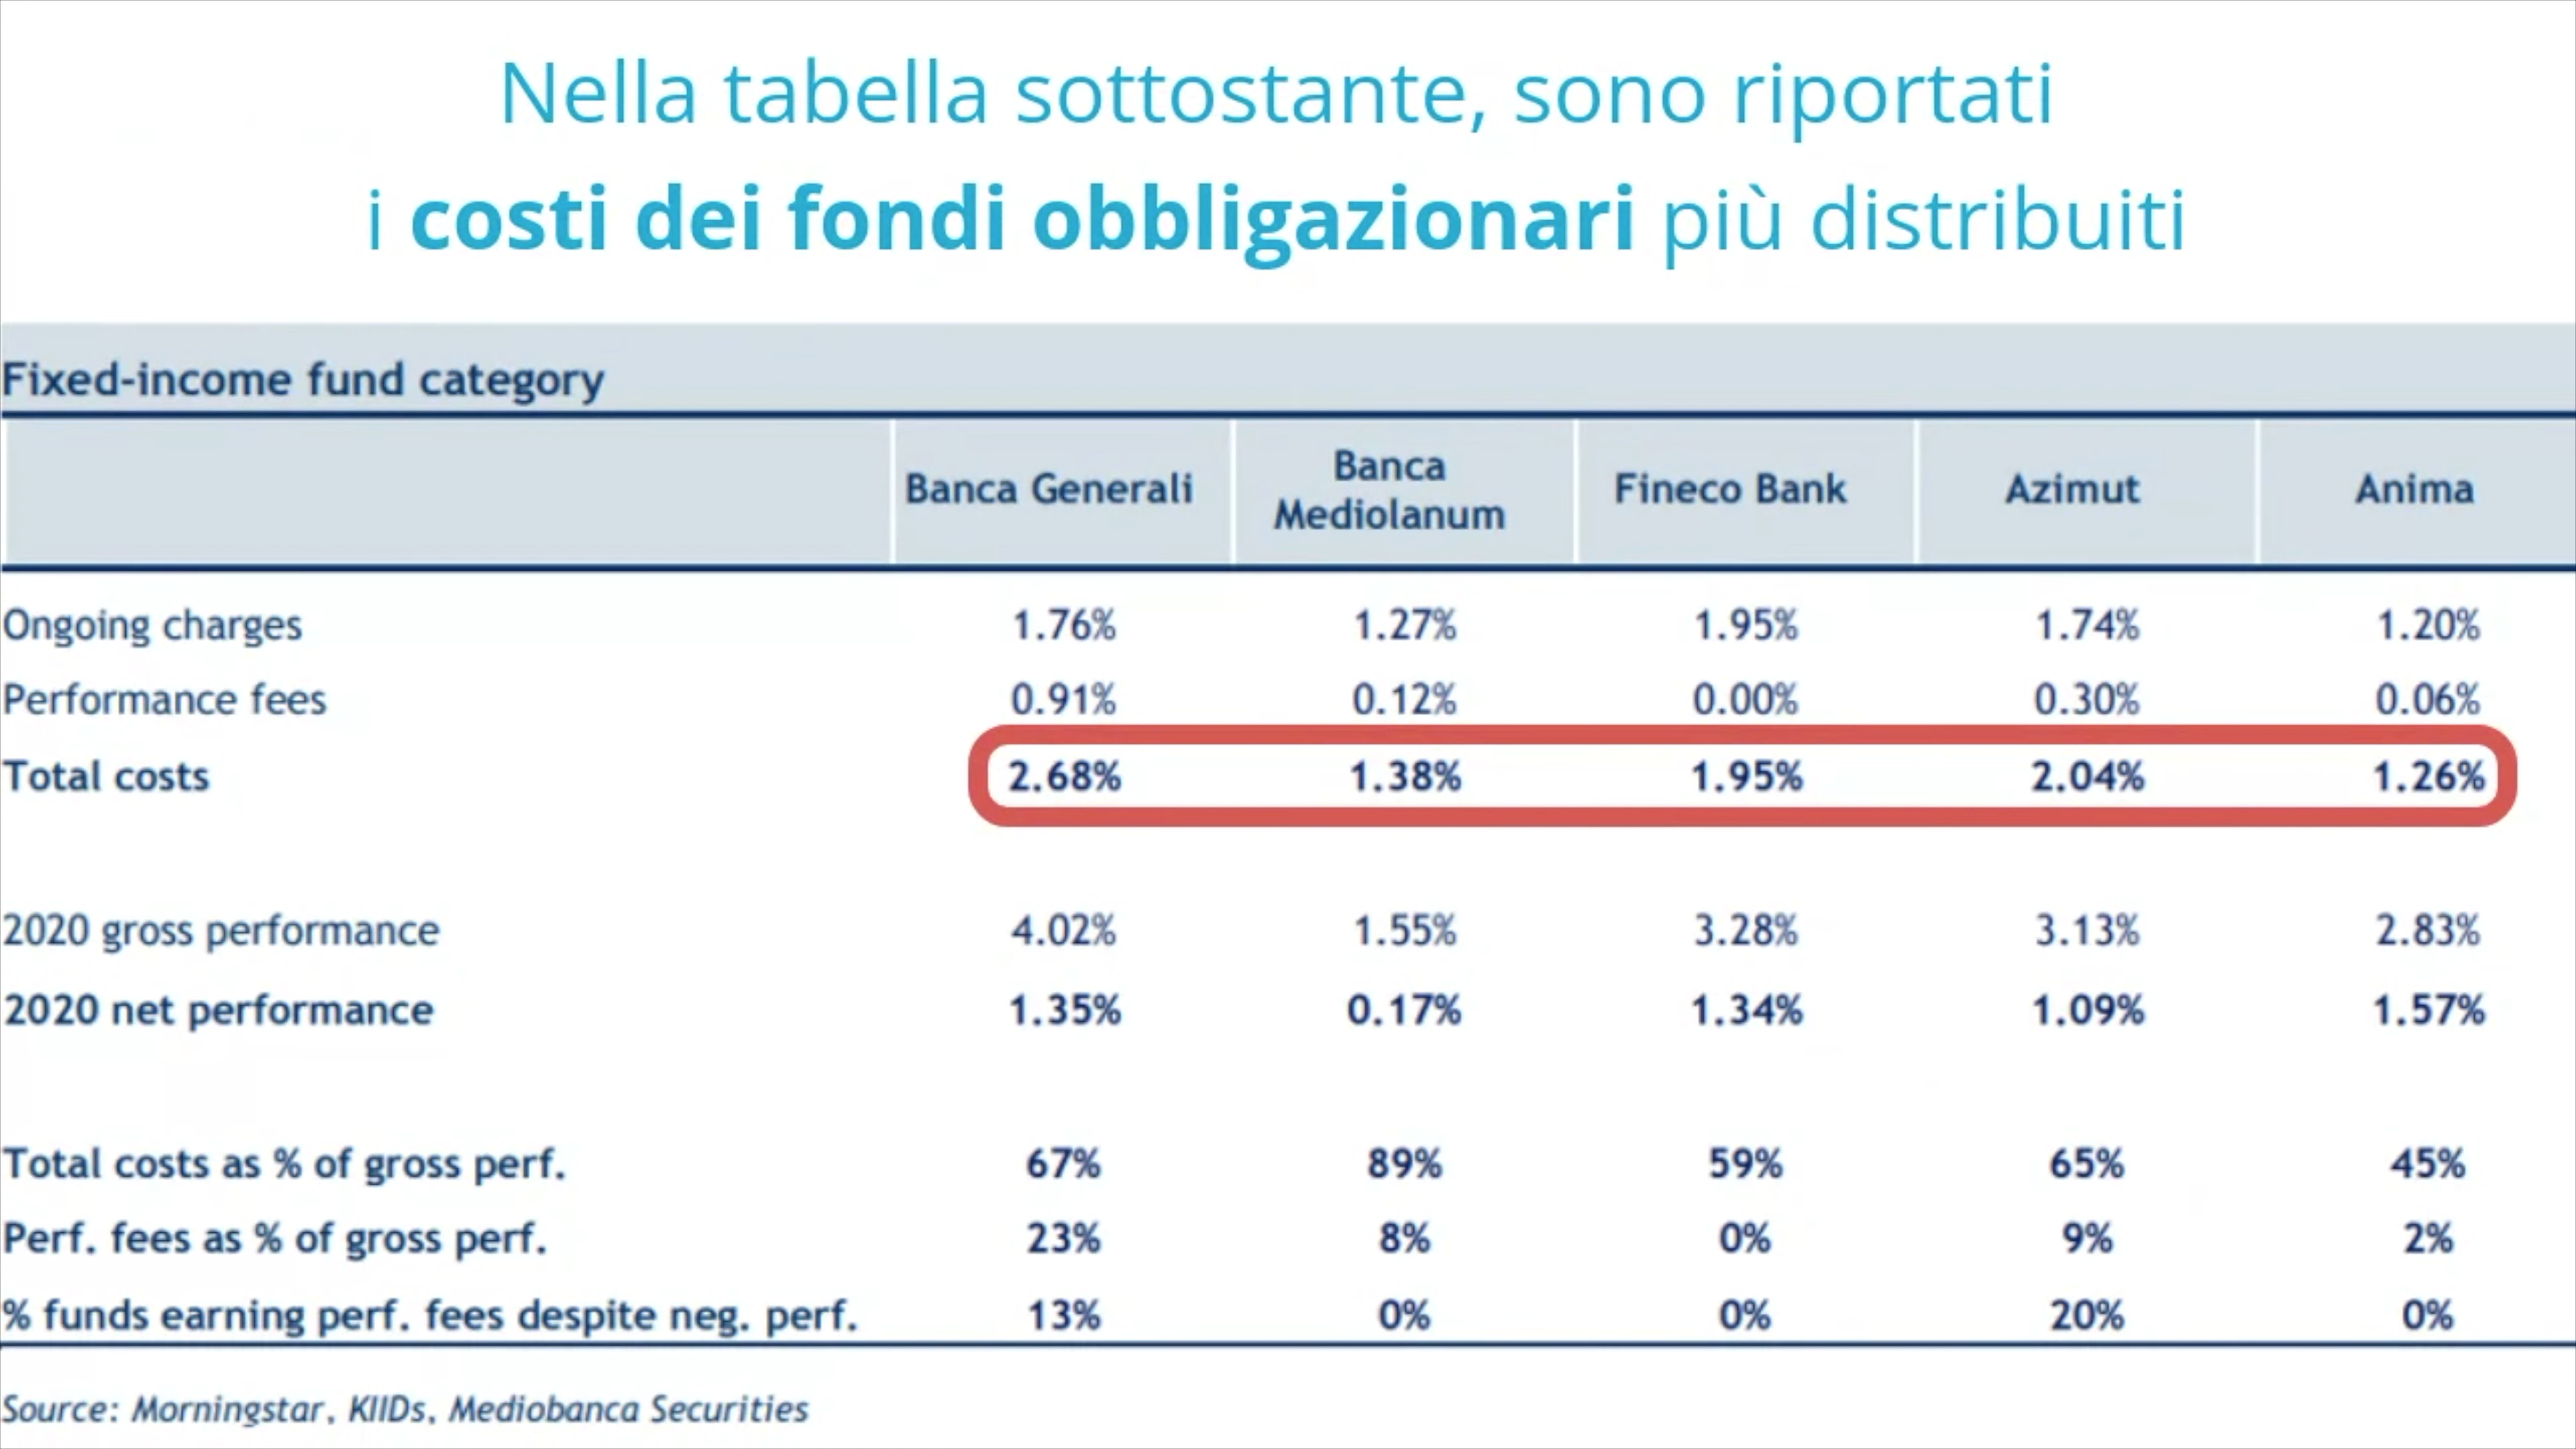 Nella tabella sottostante, sono riportati
i costi dei fondi obbligazionari più distribuiti
Fixed-income fund category
Banca Generali Banca Mediolanum Fineco Bank Azimut Anima
Ongoing charges 1.76% 1.27% 1.95% 1.74% 1.20%
Performance fees 0.91% 0.12% 0.00% 0.30% 0.06%
Total costs 2.68% 1.38% 1.95% 2.04% 1.26%
2020 gross performance 4.02% 1.55% 3.28% 3.13% 2.83%
2020 net performance 1.35% 0.17% 1.34% 1.09% 1.57%
Total costs as % of gross perf. 67% 89% 59% 65% 45%
Perf. fees as % of gross perf. 23% 8% 0% 9% 2%
% funds earning perf. fees despite neg. perf. 13% 0% 0% 20% 0%
Source: Morningstar, KIIDs, Mediobanca Securities